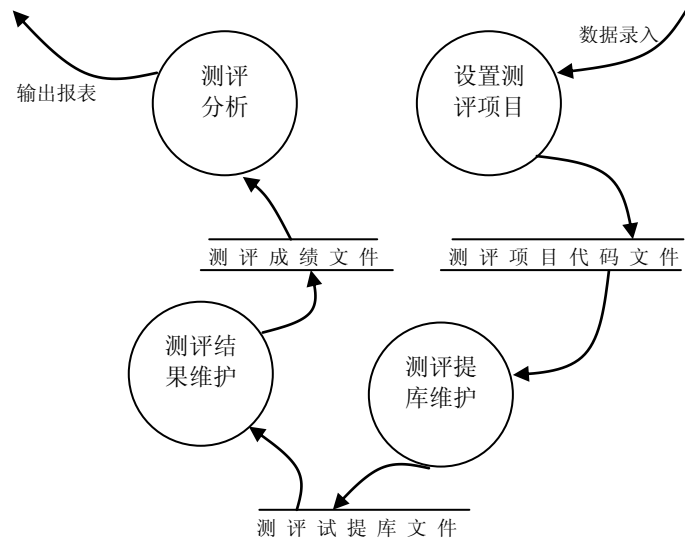 数据录入
设置测
评项目
测评项目代码文件
测评提
库维护
测评试提库文件
测评结
果维护
测评成绩文件
测评
分析
输出报表